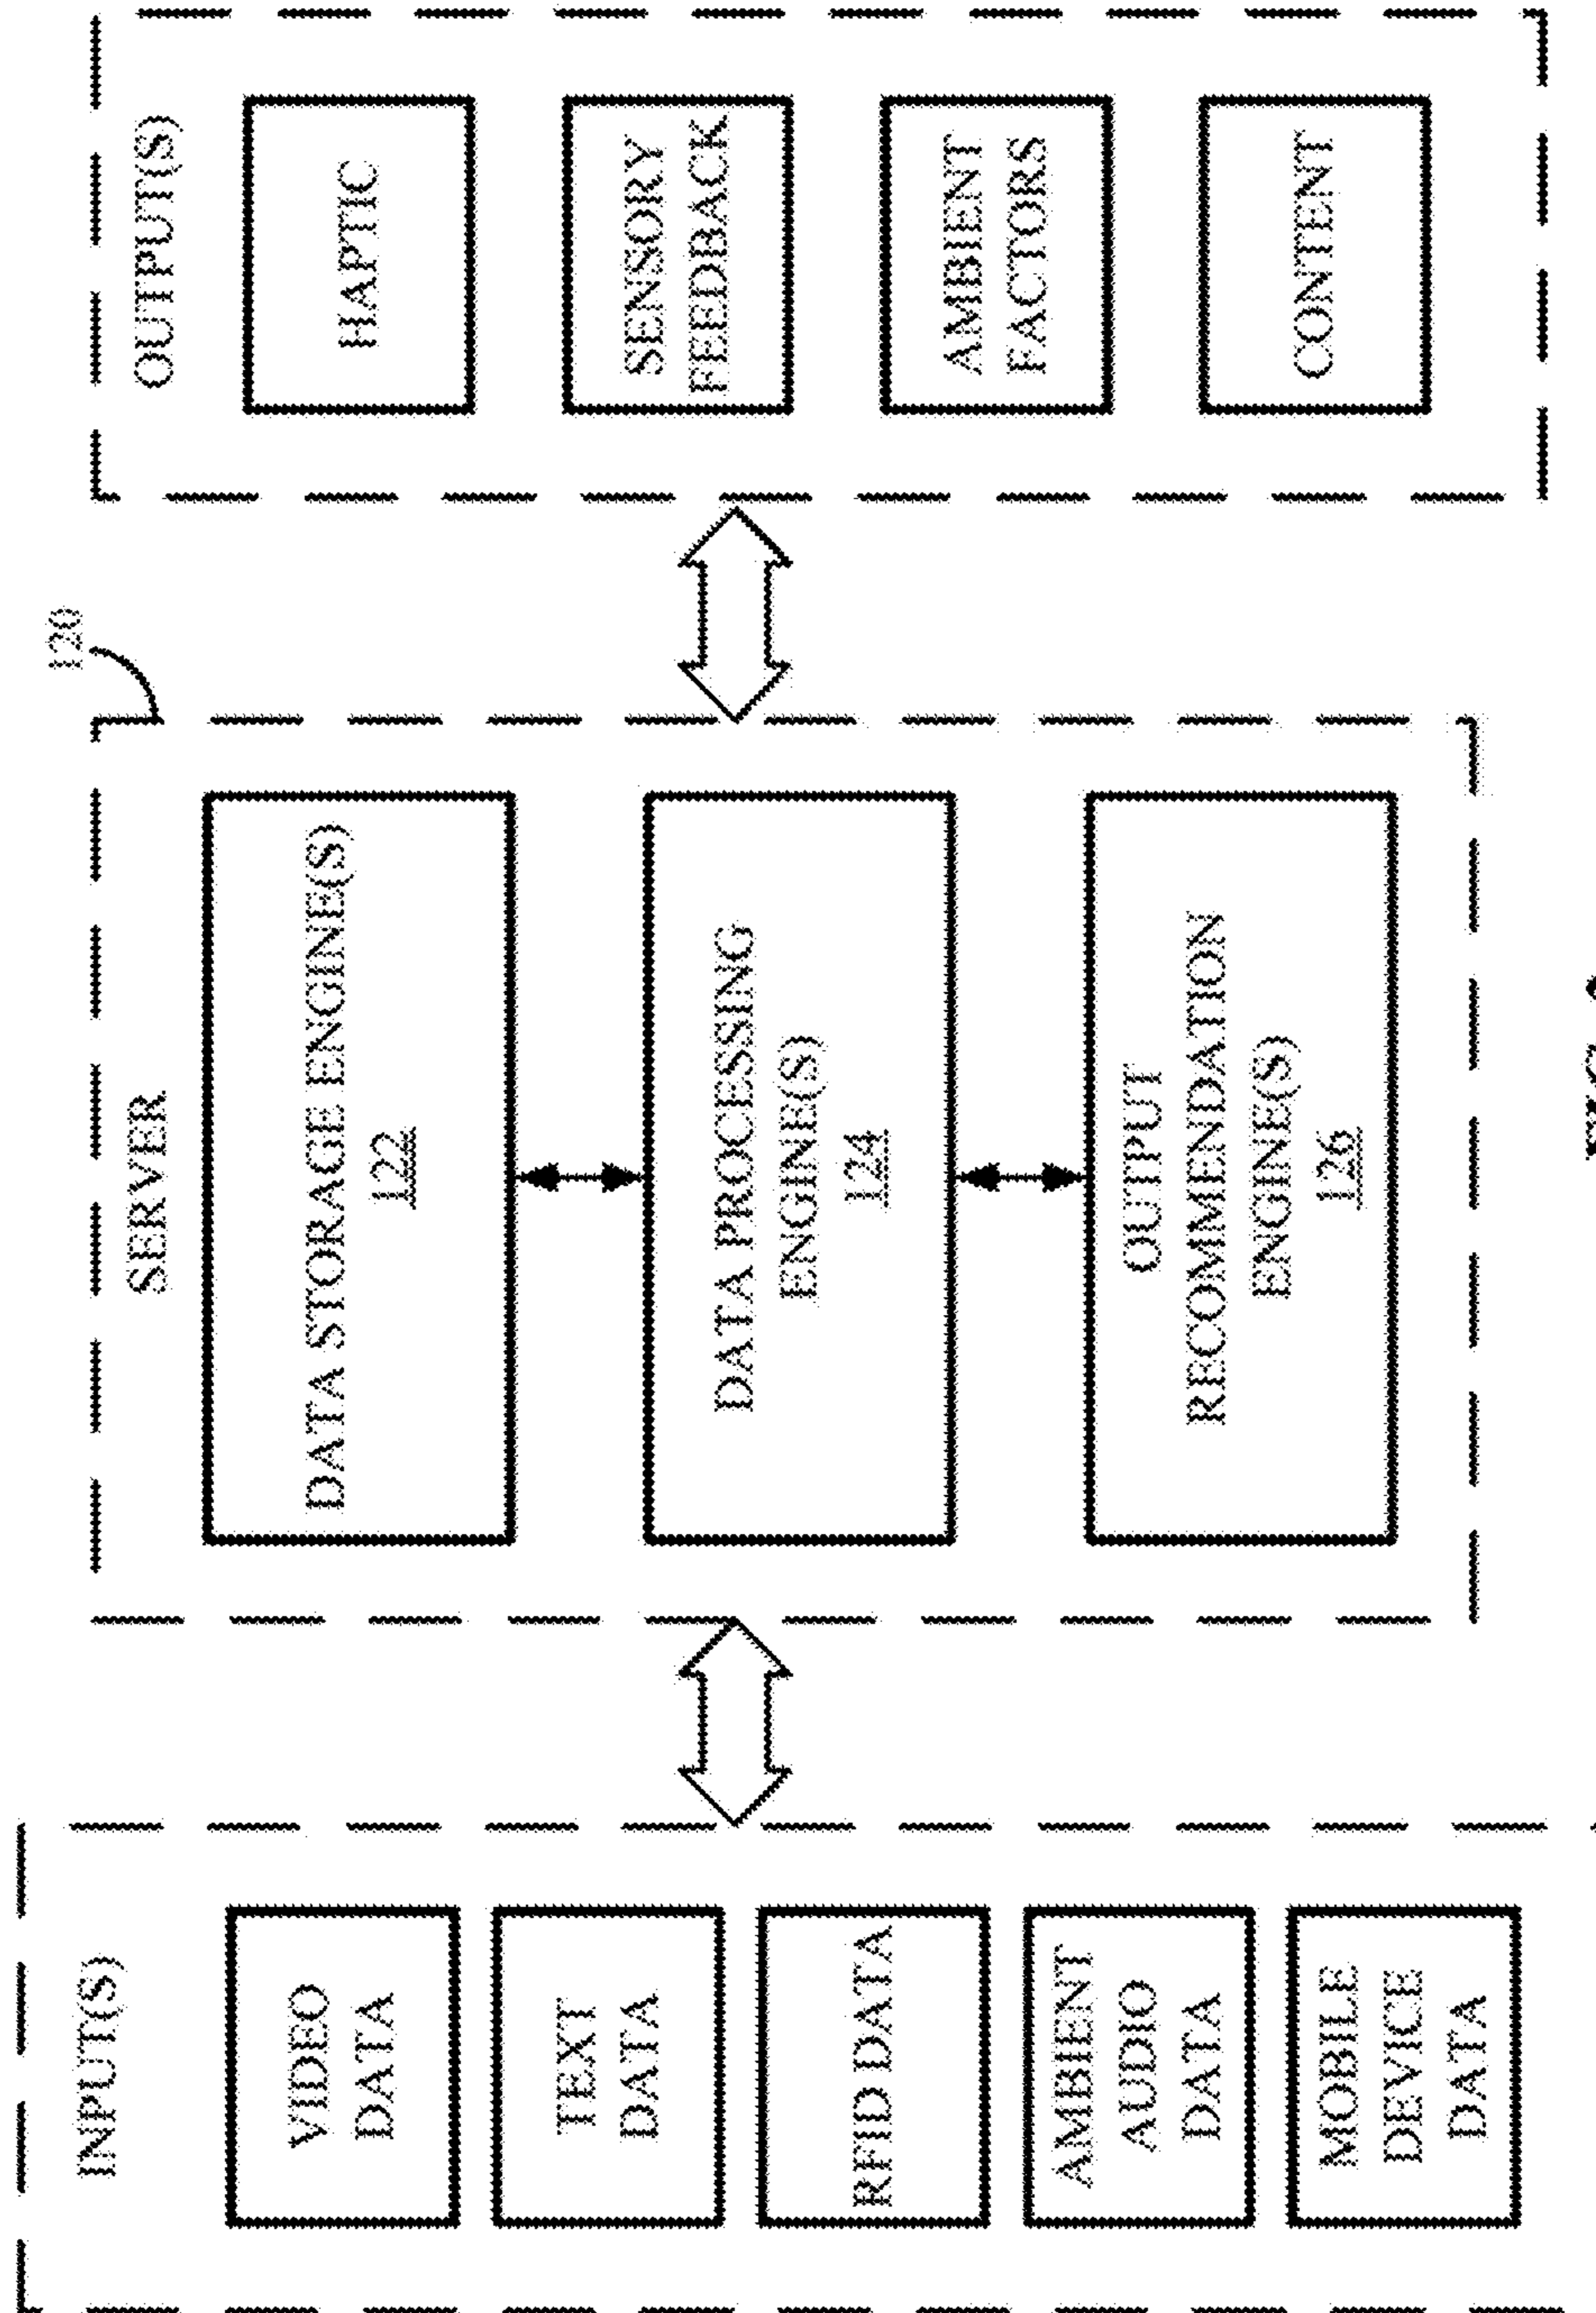 INPUT(S)
VIDEO
DATA
TEXT
DATA
RFID DATA
AMBIENT
AUDIO
DATA
MOBILE
DEVICE
DATA
120
SERVER
DATA STORAGE ENGINE(S)
122
DATA PROCESSING
ENGINE(S)
124
OUTPUT
RECOMMENDATION
ENGINE(S)
126
OUTPUT(S)
HAPTIC
SENSORY
FEEDBACK
AMBIENT
FACTORS
CONTENT